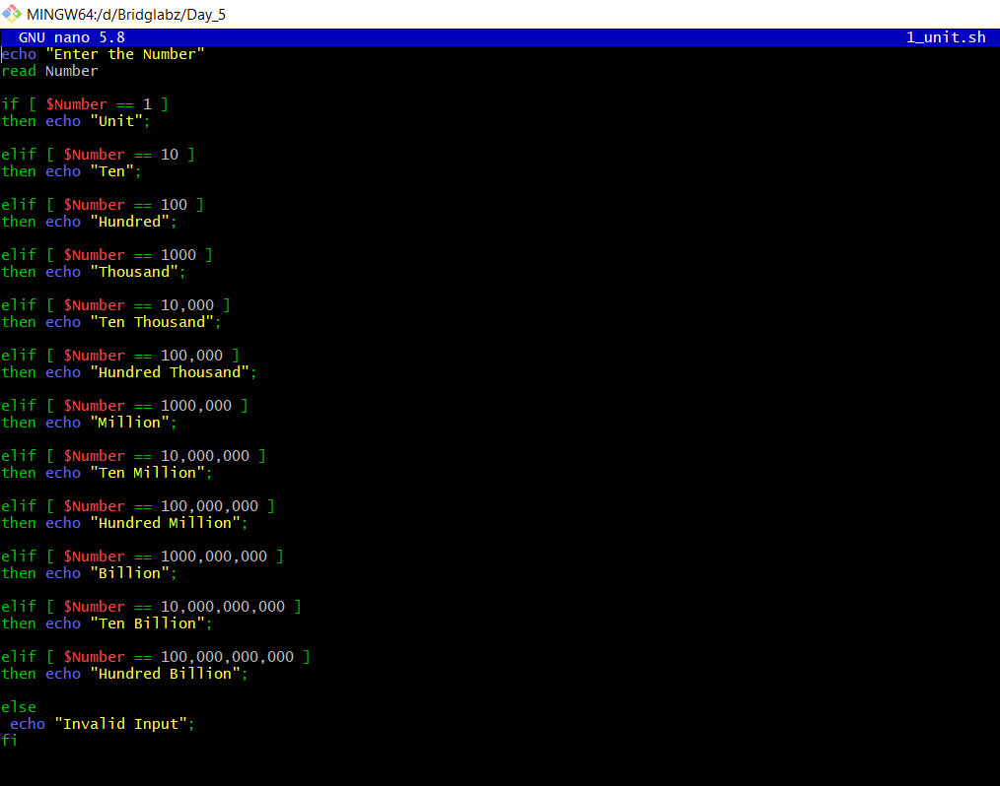 MINGW64:/d/Bridglabz/Day_5
GNU nano 5.8 1_unit.sh
echo "Enter the Number"
read Number
if [ $Number == 1 ]
then echo "Unit";
elif [ $Number == 10 ]
then echo "Ten";
elif [ $Number == 100 ]
then echo "Hundred";
elif [ $Number == 1000 ]
then echo "Thousand";
elif [ $Number == 10,000 ]
then echo "Ten Thousand";
elif [ $Number == 100,000 ]
then echo "Hundred Thousand";
elif [ $Number == 1000,000 ]
then echo "Million";
elif [ $Number == 10,000,000 ]
then echo "Ten Million";
elif [ $Number == 100,000,000 ]
then echo "Hundred Million";
elif [ $Number == 1000,000,000 ]
then echo "Billion";
elif [ $Number == 10,000,000,000 ]
then echo "Ten Billion";
elif [ $Number == 100,000,000,000 ]
then echo "Hundred Billion";
else
echo "Invalid Input";
fi